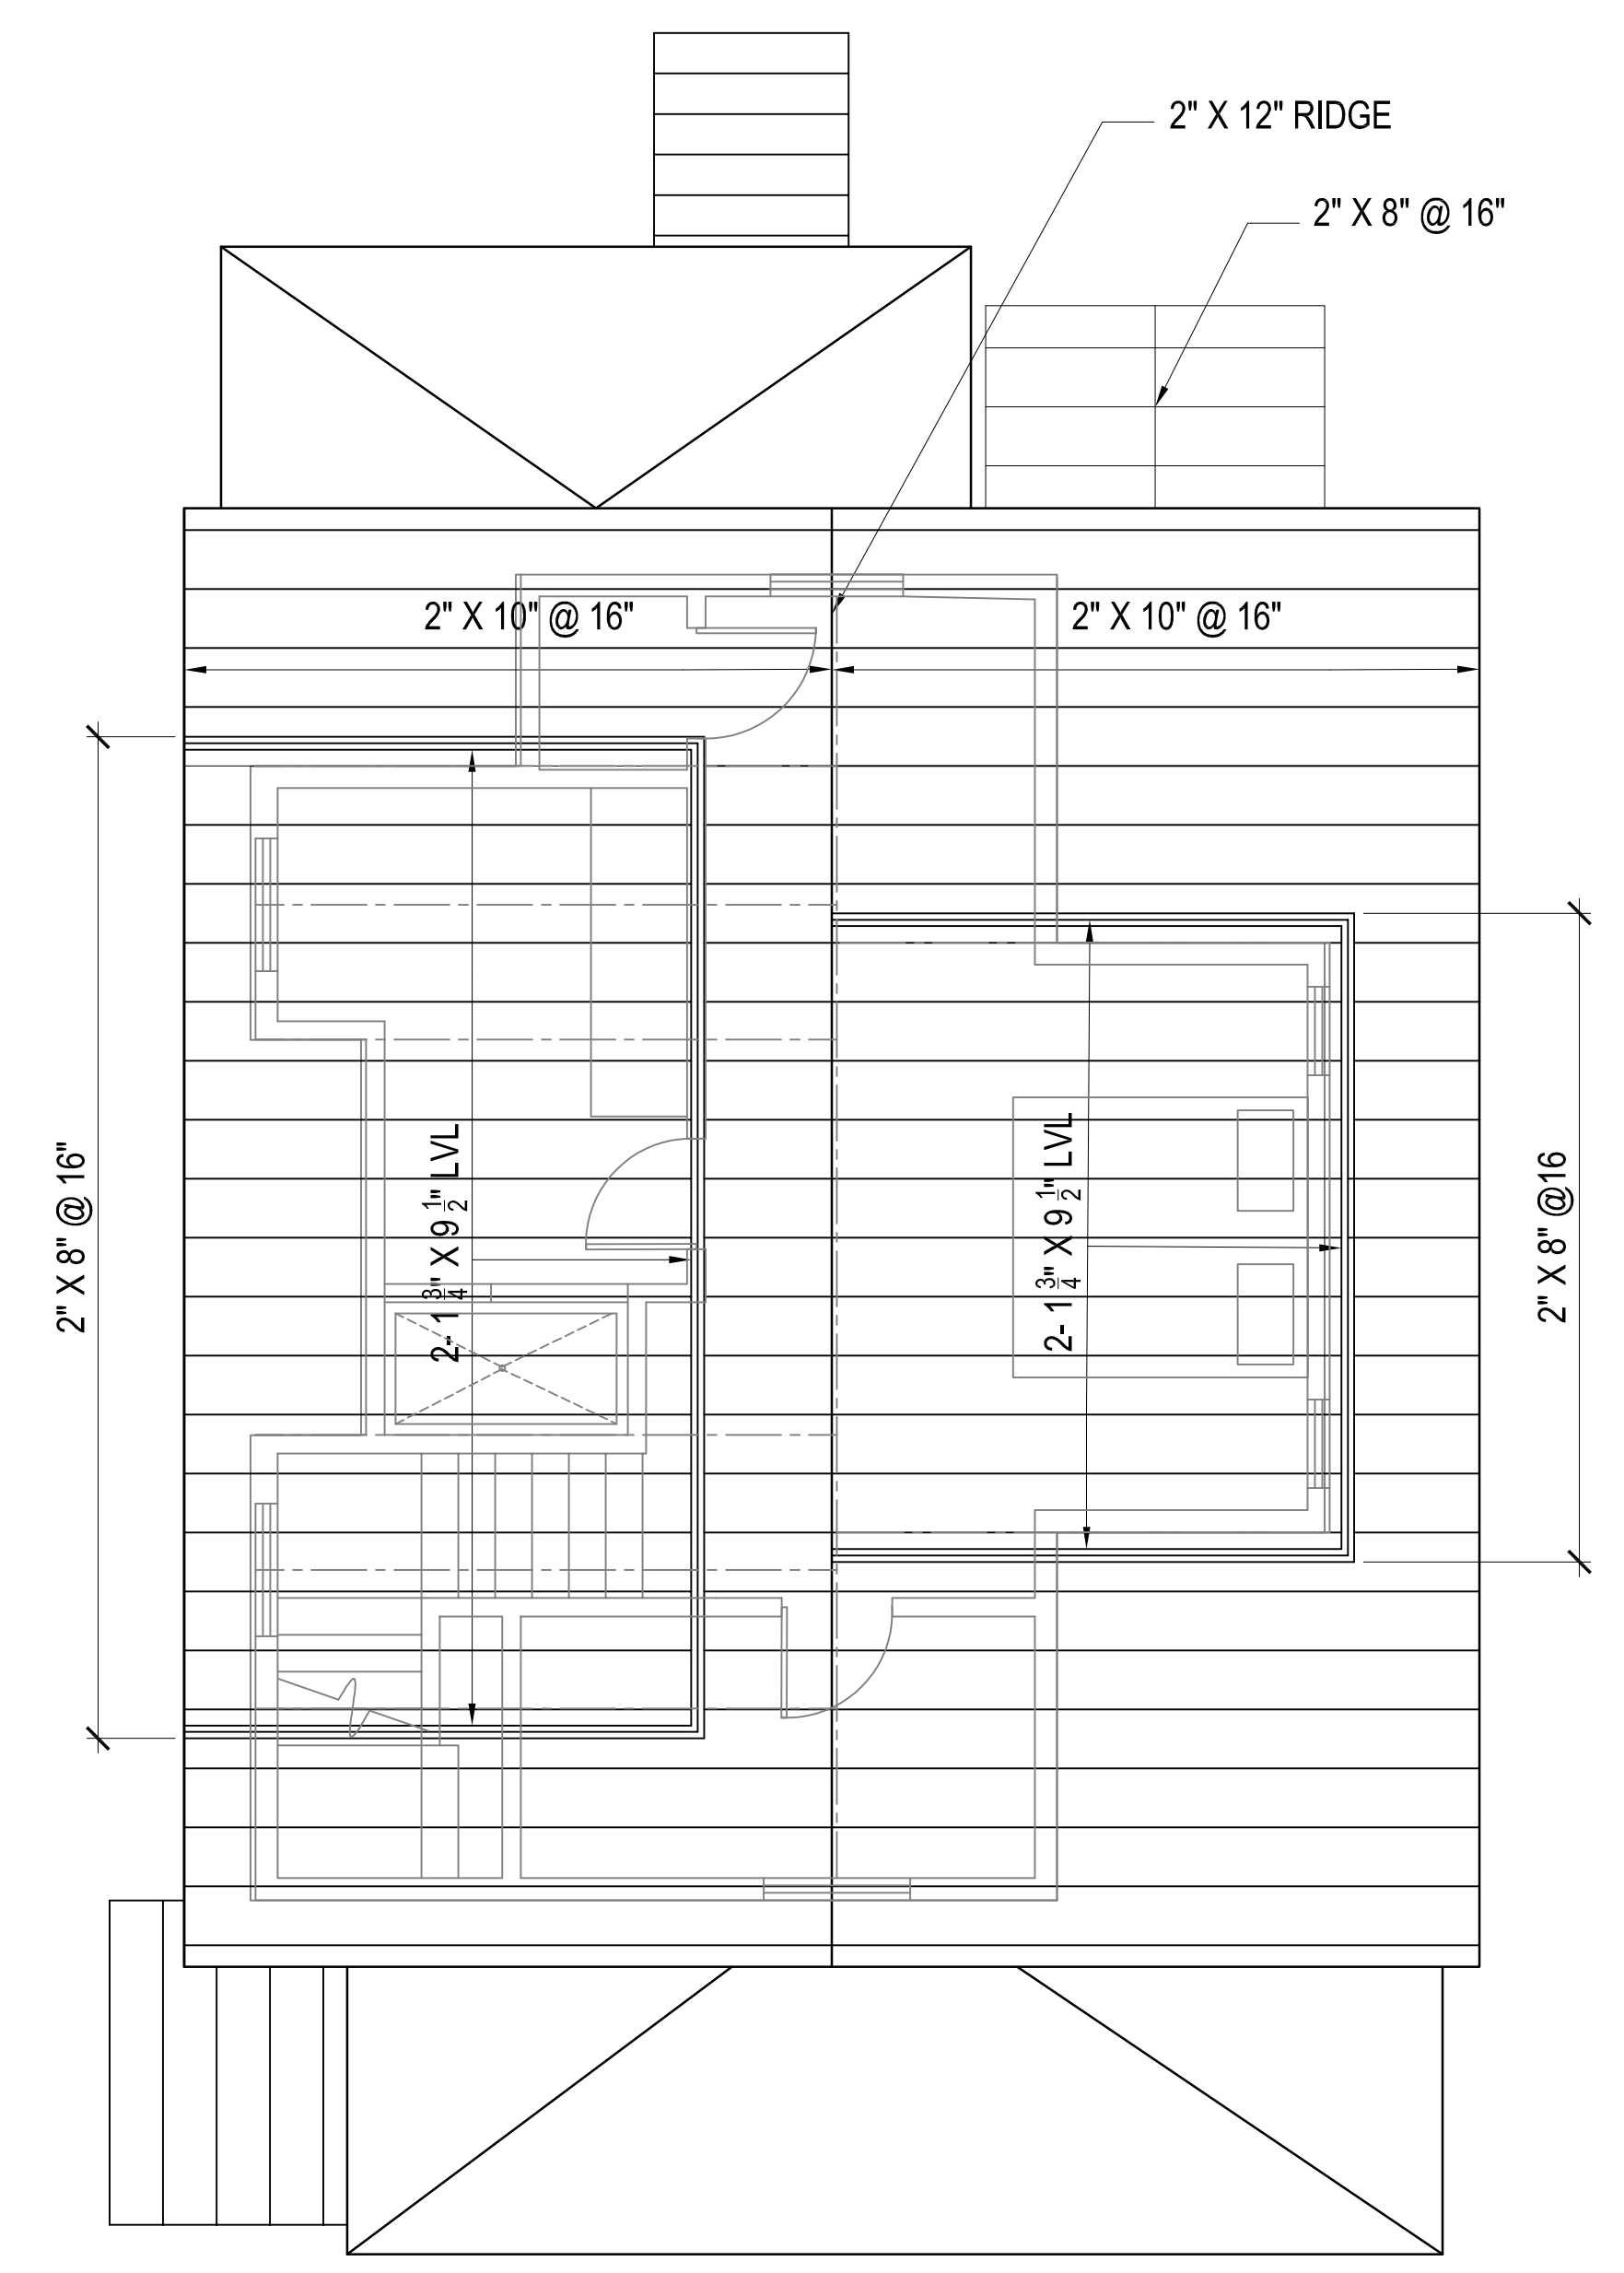 2" X 12" RIDGE
2" X 8" @ 16"
2" X 10" @ 16"
2" X 10" @ 16"
2" X 8" @ 16"
2- 1 3/4" X 9 1/2" LVL
2- 1 3/4" X 9 1/2" LVL
2" X 8" @16